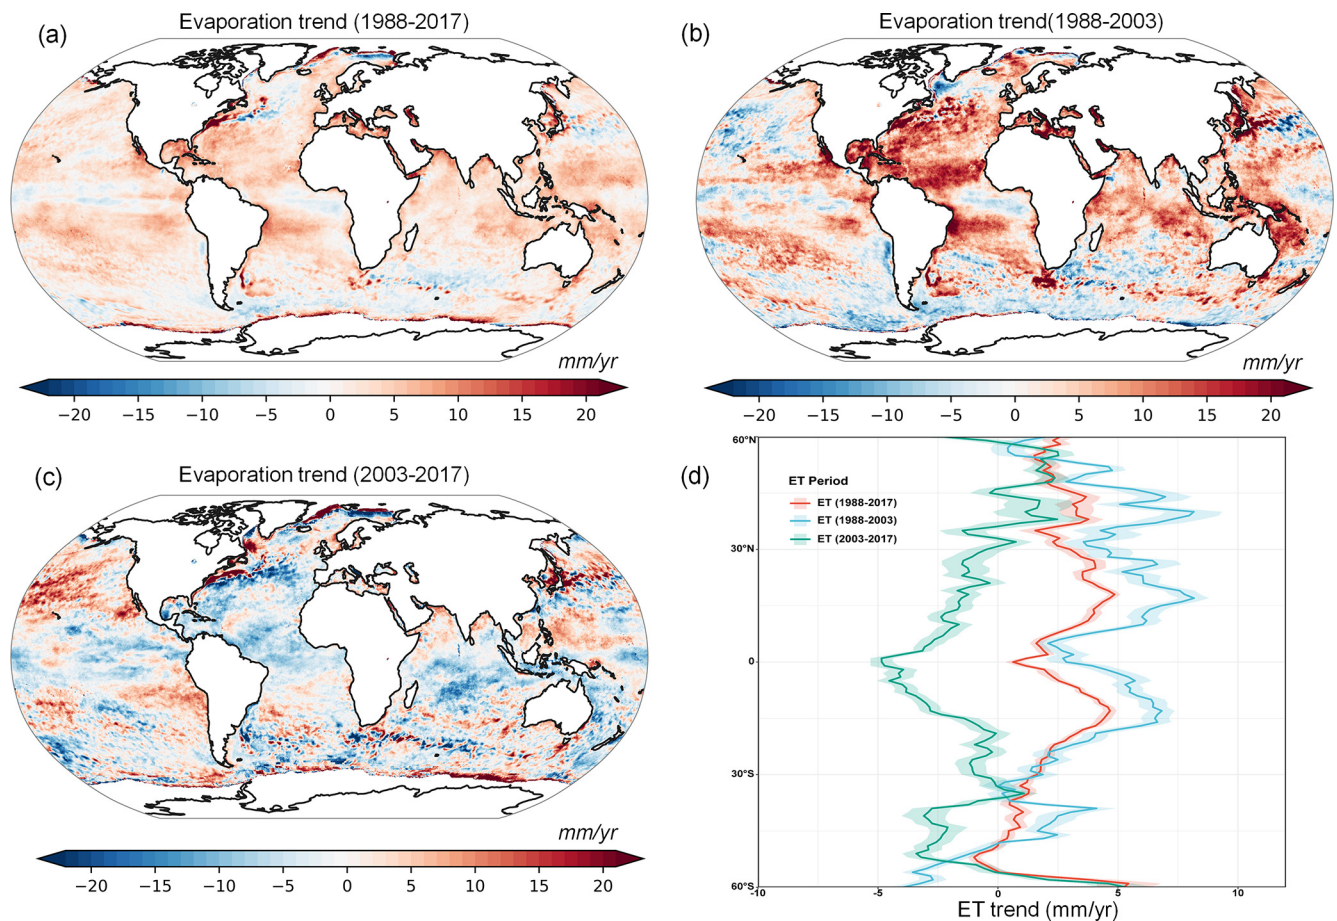 (a)
Evaporation trend (1988-2017)
mm/yr
−20 −15 −10 −5 0 5 10 15 20
(b)
Evaporation trend(1988-2003)
mm/yr
−20 −15 −10 −5 0 5 10 15 20
(c)
Evaporation trend (2003-2017)
mm/yr
−20 −15 −10 −5 0 5 10 15 20
(d)
60°N
30°N
0
30°S
60°S
ET Period
ET (1988-2017)
ET (1988-2003)
ET (2003-2017)
-10 -5 0 5 10
ET trend (mm/yr)